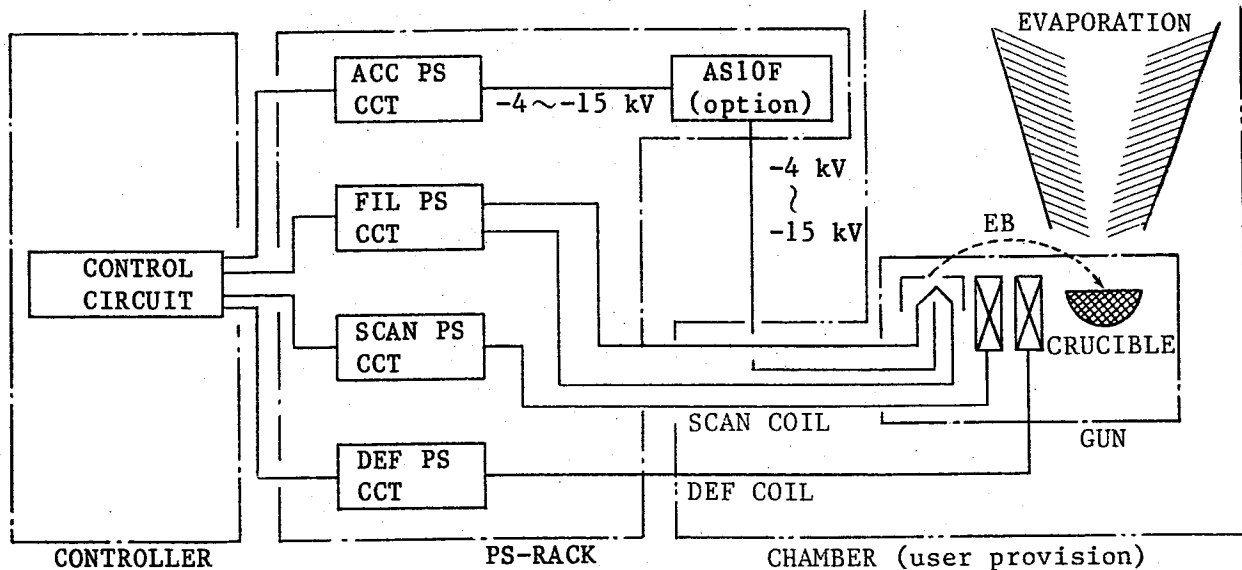 EVAPORATION
ACC PS
CCT
-4~-15 kV
AS10F
(option)
-4 kV
~
-15 kV
FIL PS
CCT
EB
CONTROL
CIRCUIT
SCAN PS
CCT
CRUCIBLE
SCAN COIL
GUN
DEF PS
CCT
DEF COIL
CONTROLLER
PS-RACK
CHAMBER (user provision)